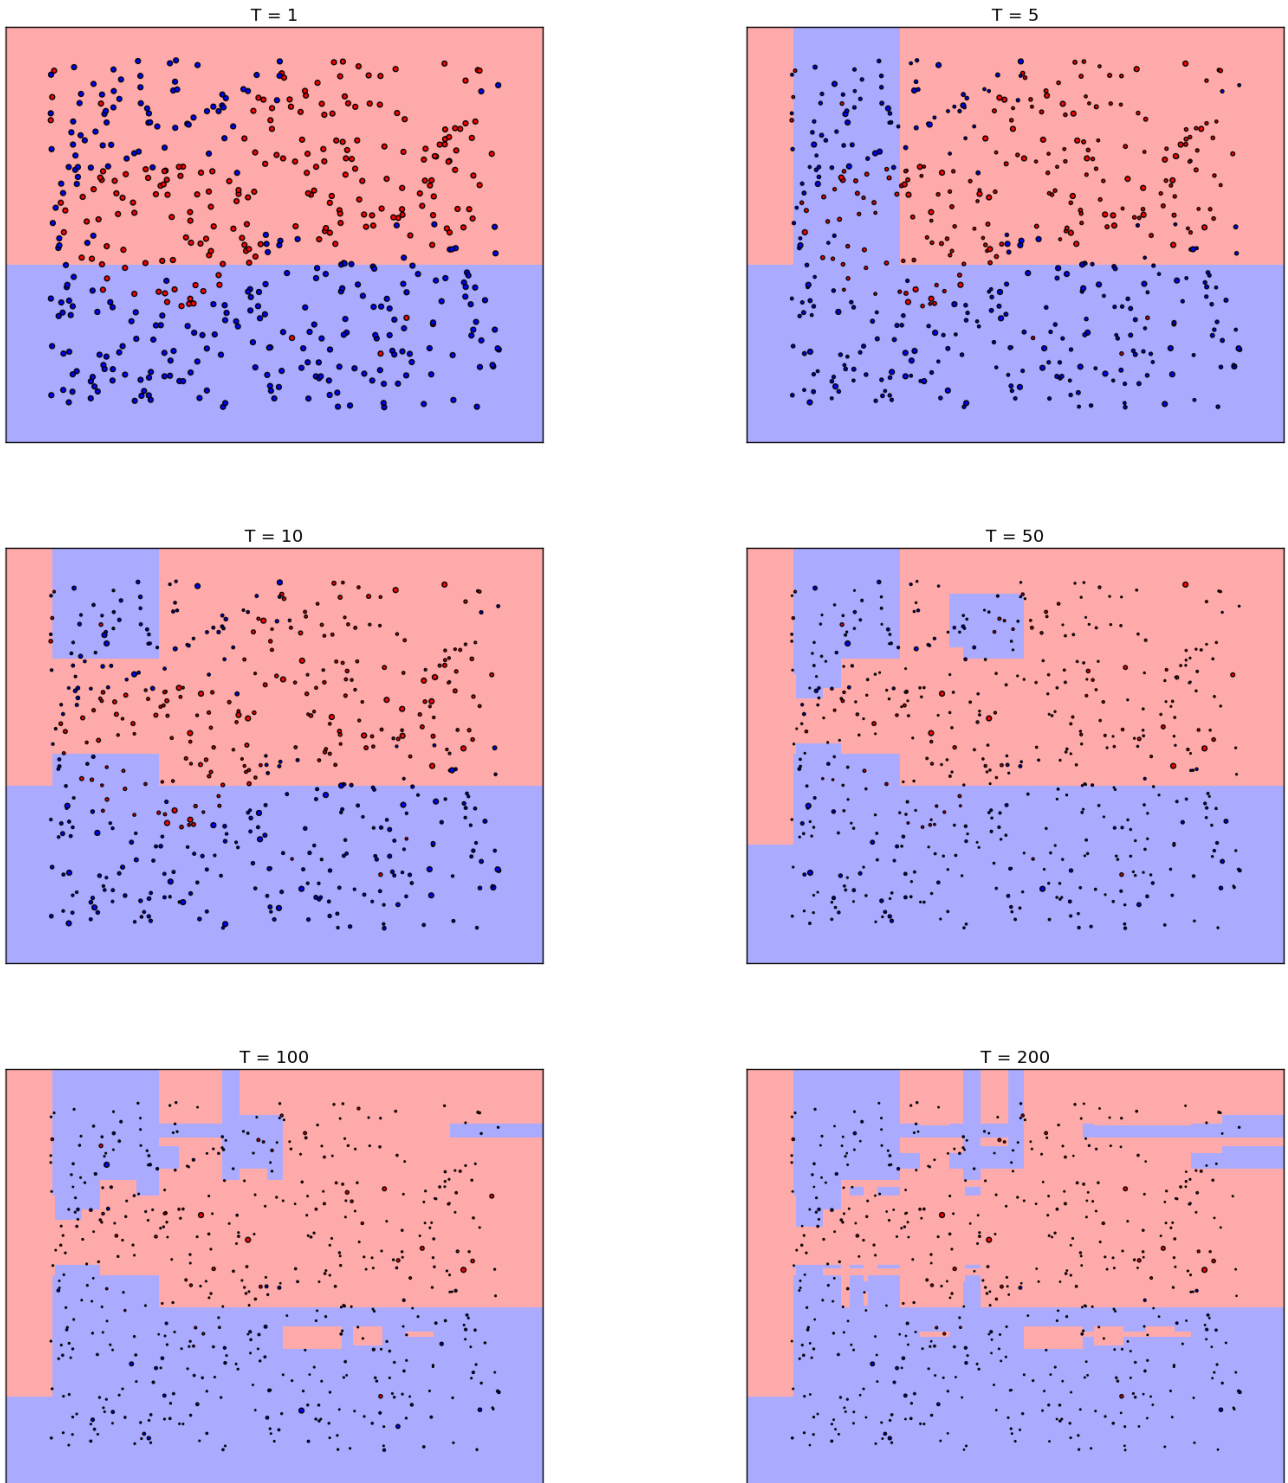 T = 1
T = 5
T = 10
T = 50
T = 100
T = 200